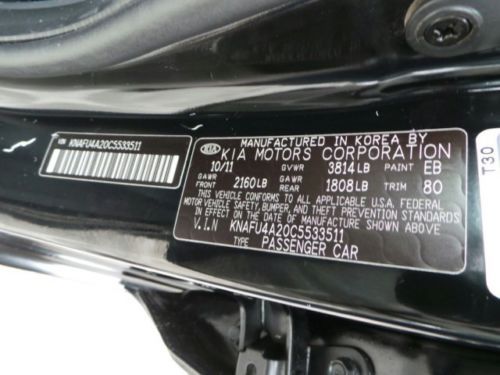 VIN KNAFU4A20C5533511
MANUFACTURED IN KOREA BY
KIA KIA MOTORS CORPORATION
10/11 GVWR 3814LB PAINT EB
GAWR FRONT 2160LB GAWR REAR 1808LB TRIM 80
THIS VEHICLE CONFORMS TO ALL APPLICABLE U.S.A. FEDERAL
MOTOR VEHICLE SAFETY, BUMPER, AND THEFT PREVENTION STANDARDS
IN EFFECT ON THE DATE OF MANUFACTURE SHOWN ABOVE
V.I.N KNAFU4A20C5533511
TYPE PASSENGER CAR
T30